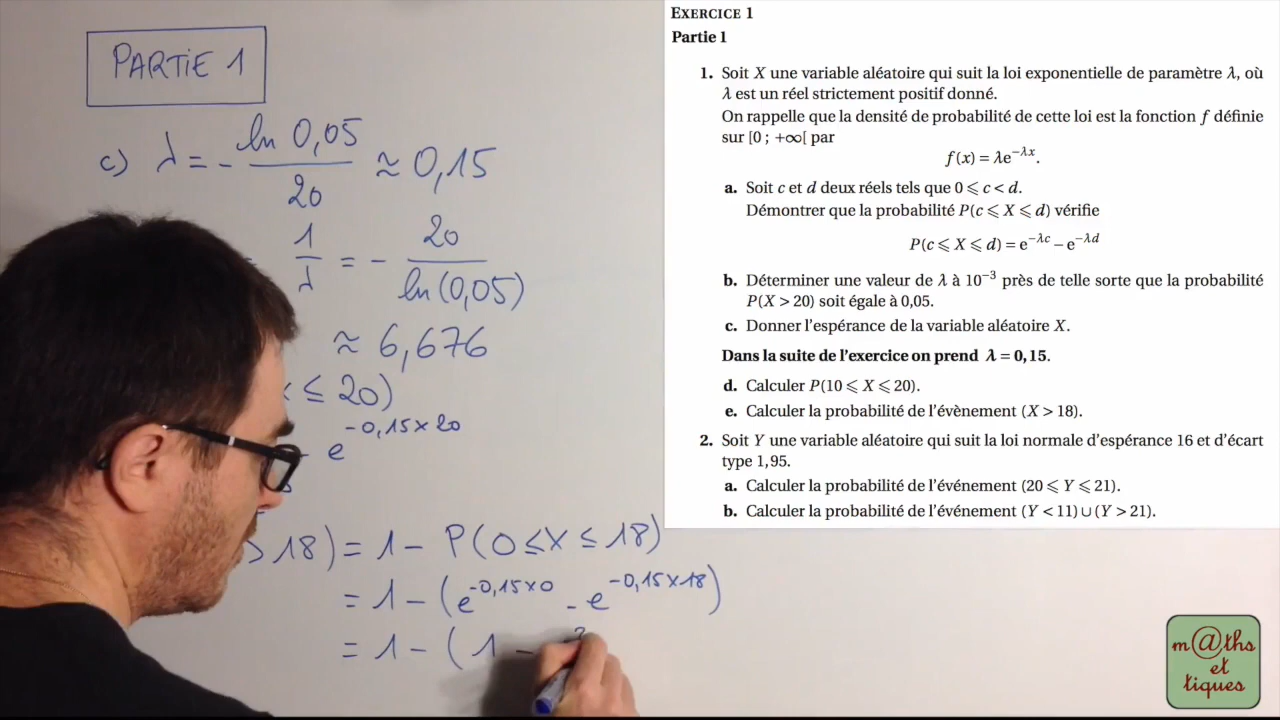 PARTIE 1
c) λ = - ln 0,05 / 20 ≈ 0,15
1/λ = - 20 / ln(0,05)
≈ 6,676
≤ 20)
- e^-0,15×20
> 18) = 1 - P(0 ≤ X ≤ 18)
= 1 - (e^-0,15×0 - e^-0,15×18)
= 1 - ( 1 -
EXERCICE 1
Partie 1
1. Soit X une variable aléatoire qui suit la loi exponentielle de paramètre λ, où
λ est un réel strictement positif donné.
On rappelle que la densité de probabilité de cette loi est la fonction f définie
sur [0 ; +∞[ par
f(x) = λe^−λx.
a. Soit c et d deux réels tels que 0 ⩽ c < d.
Démontrer que la probabilité P(c ⩽ X ⩽ d) vérifie
P(c ⩽ X ⩽ d) = e^−λc − e^−λd
b. Déterminer une valeur de λ à 10^−3 près de telle sorte que la probabilité
P(X > 20) soit égale à 0,05.
c. Donner l'espérance de la variable aléatoire X.
Dans la suite de l'exercice on prend λ = 0,15.
d. Calculer P(10 ⩽ X ⩽ 20).
e. Calculer la probabilité de l'évènement (X > 18).
2. Soit Y une variable aléatoire qui suit la loi normale d'espérance 16 et d'écart
type 1,95.
a. Calculer la probabilité de l'événement (20 ⩽ Y ⩽ 21).
b. Calculer la probabilité de l'événement (Y < 11) ∪ (Y > 21).
m@ths
et
tiques